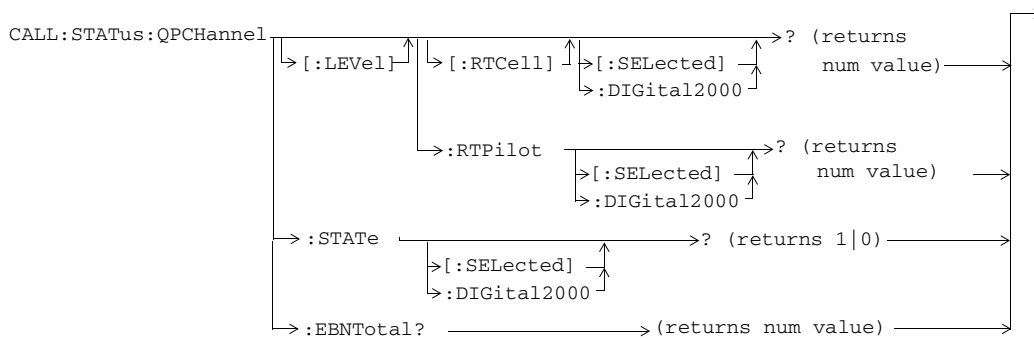 CALL:STATus:QPCHannel ? (returns
[:LEVel] [:RTCell] [:SELected] num value)
:DIGital2000
:RTPilot ? (returns
[:SELected] num value)
:DIGital2000
:STATe ? (returns 1|0)
[:SELected]
:DIGital2000
:EBNTotal? (returns num value)